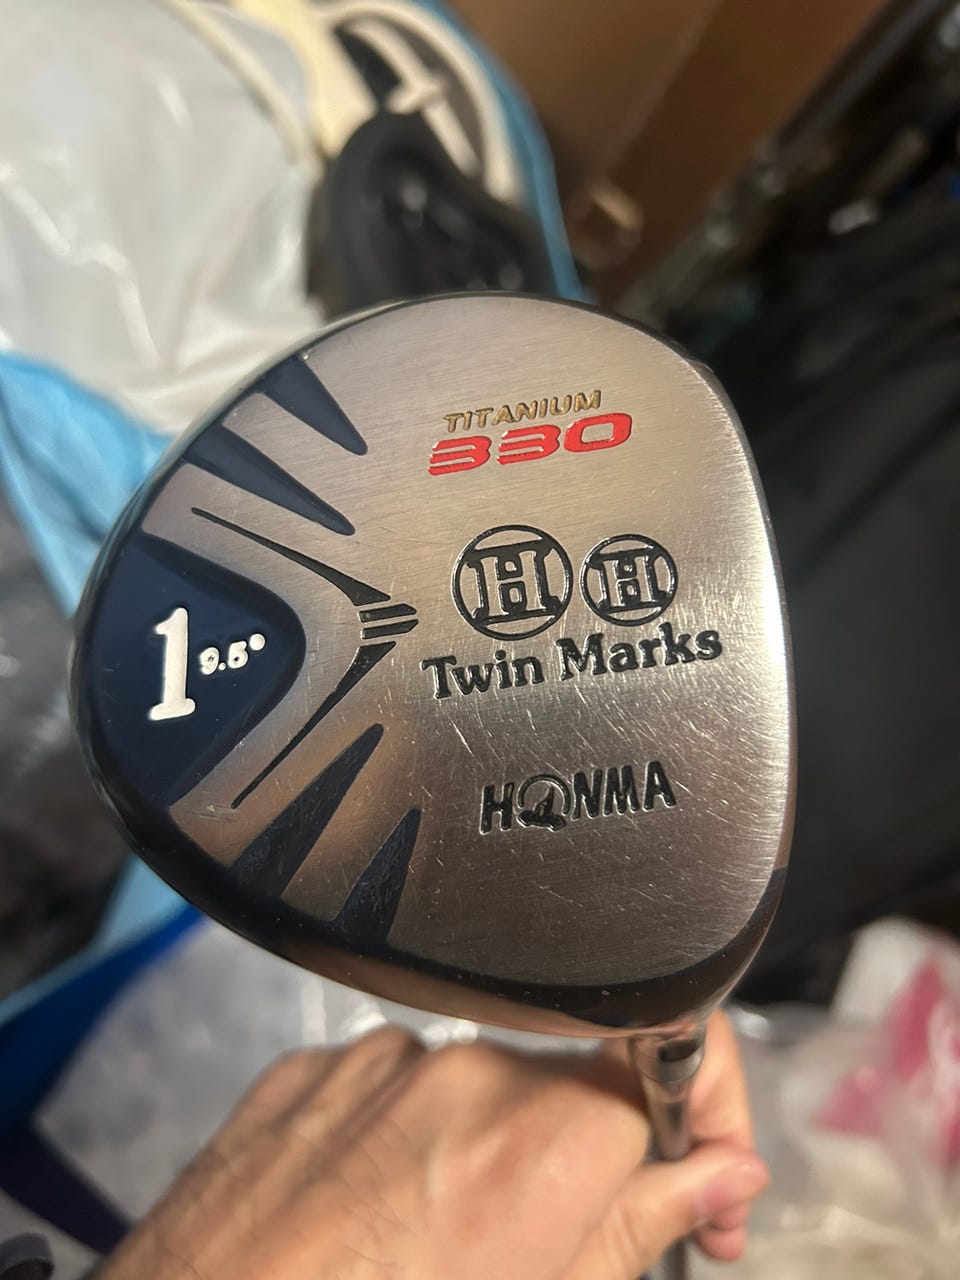 TITANIUM
330
H H
Twin Marks
1 9.5°
HONMA